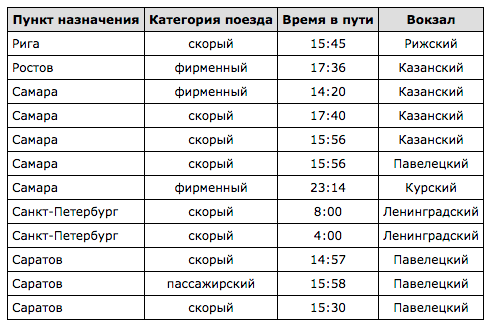 Пункт назначения Категория поезда Время в пути Вокзал
Рига скорый 15:45 Рижский
Ростов фирменный 17:36 Казанский
Самара фирменный 14:20 Казанский
Самара скорый 17:40 Казанский
Самара скорый 15:56 Казанский
Самара скорый 15:56 Павелецкий
Самара фирменный 23:14 Курский
Санкт-Петербург скорый 8:00 Ленинградский
Санкт-Петербург скорый 4:00 Ленинградский
Саратов скорый 14:57 Павелецкий
Саратов пассажирский 15:58 Павелецкий
Саратов скорый 15:30 Павелецкий